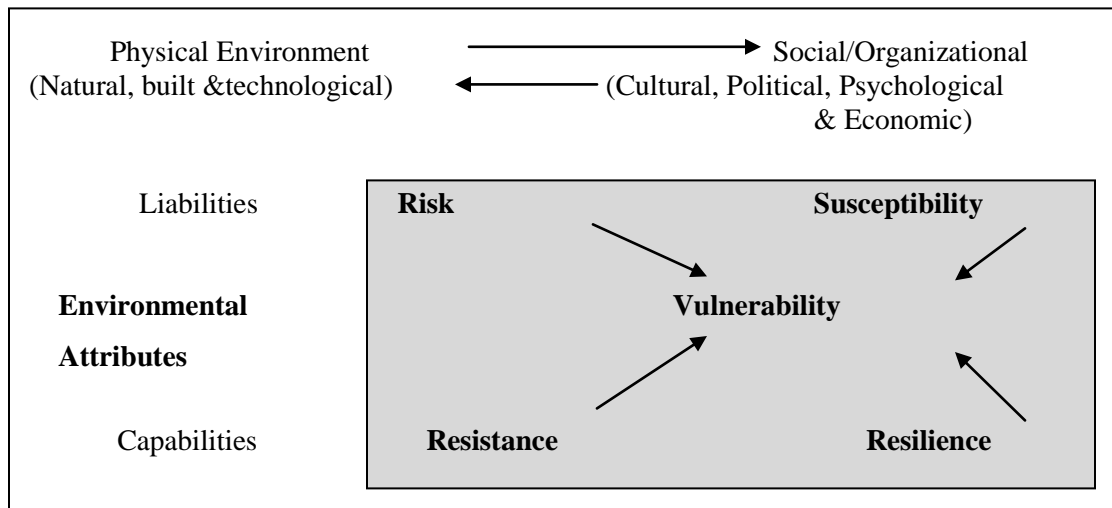 Physical Environment Social/Organizational
(Natural, built &technological) (Cultural, Political, Psychological
& Economic)
Liabilities Risk Susceptibility
Environmental Vulnerability
Attributes
Capabilities Resistance Resilience